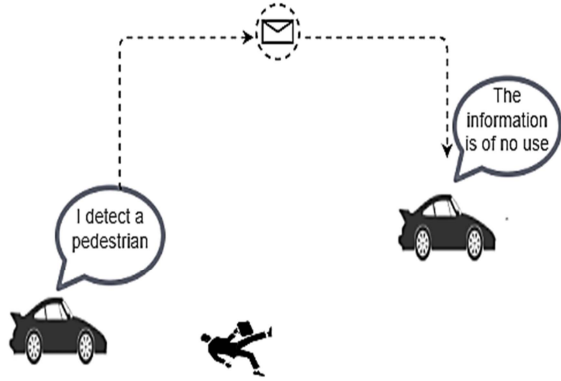 The
information
is of no use
I detect a
pedestrian